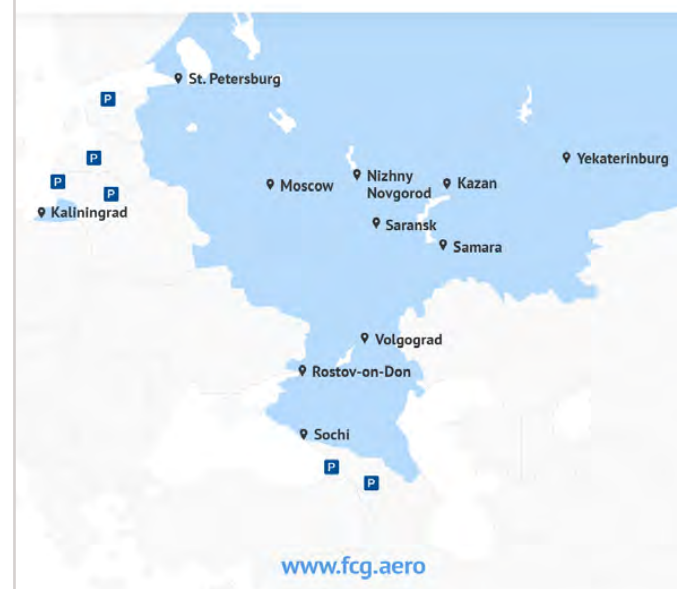 St. Petersburg
P
P
Yekaterinburg
Nizhny
Novgorod
P
Moscow
Kazan
P
Kaliningrad
Saransk
Samara
Volgograd
Rostov-on-Don
Sochi
P
P
www.fcg.aero